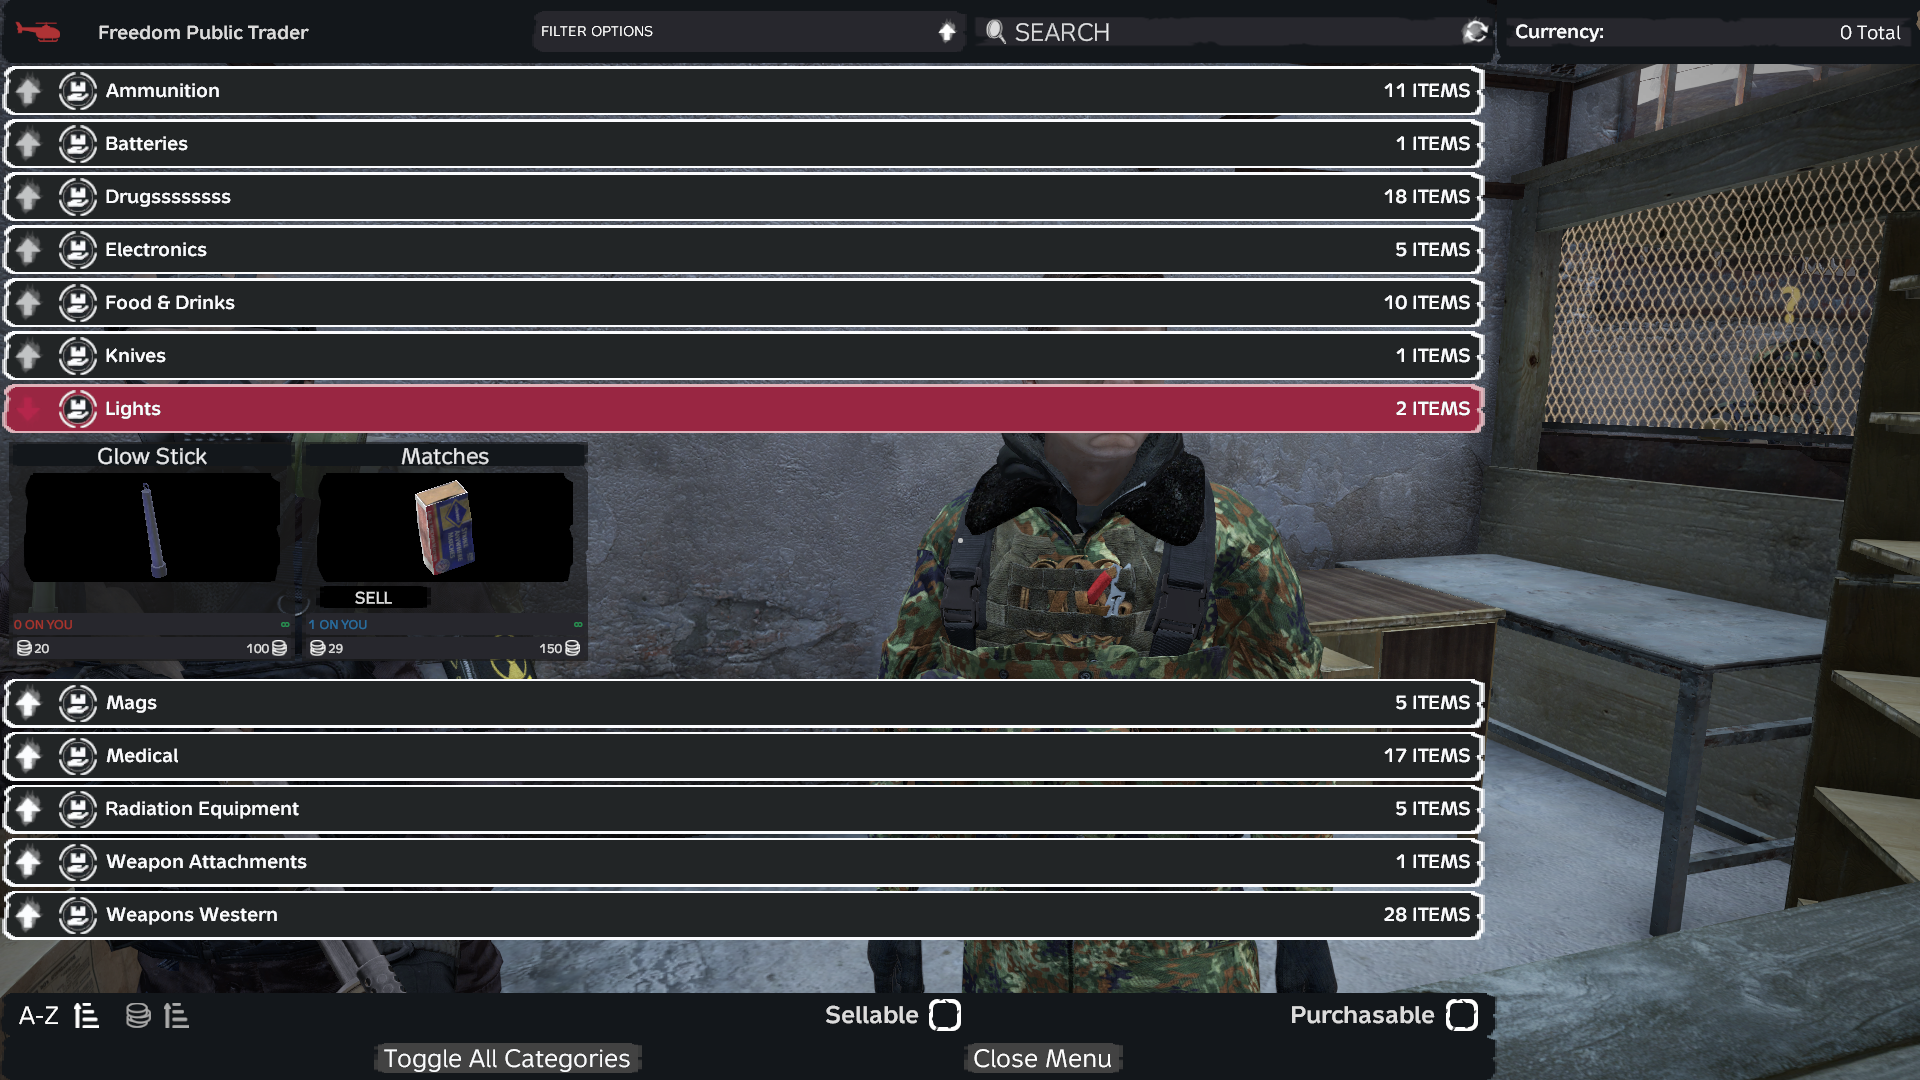 Freedom Public Trader
FILTER OPTIONS
SEARCH
Currency:
0 Total
Ammunition
11 ITEMS
Batteries
1 ITEMS
Drugssssssss
18 ITEMS
Electronics
5 ITEMS
Food & Drinks
10 ITEMS
Knives
1 ITEMS
Lights
2 ITEMS
Glow Stick
Matches
SELL
0 ON YOU
∞
1 ON YOU
∞
20
100
29
150
?
Mags
5 ITEMS
Medical
17 ITEMS
Radiation Equipment
5 ITEMS
Weapon Attachments
1 ITEMS
Weapons Western
28 ITEMS
A-Z
Sellable
Purchasable
Toggle All Categories
Close Menu